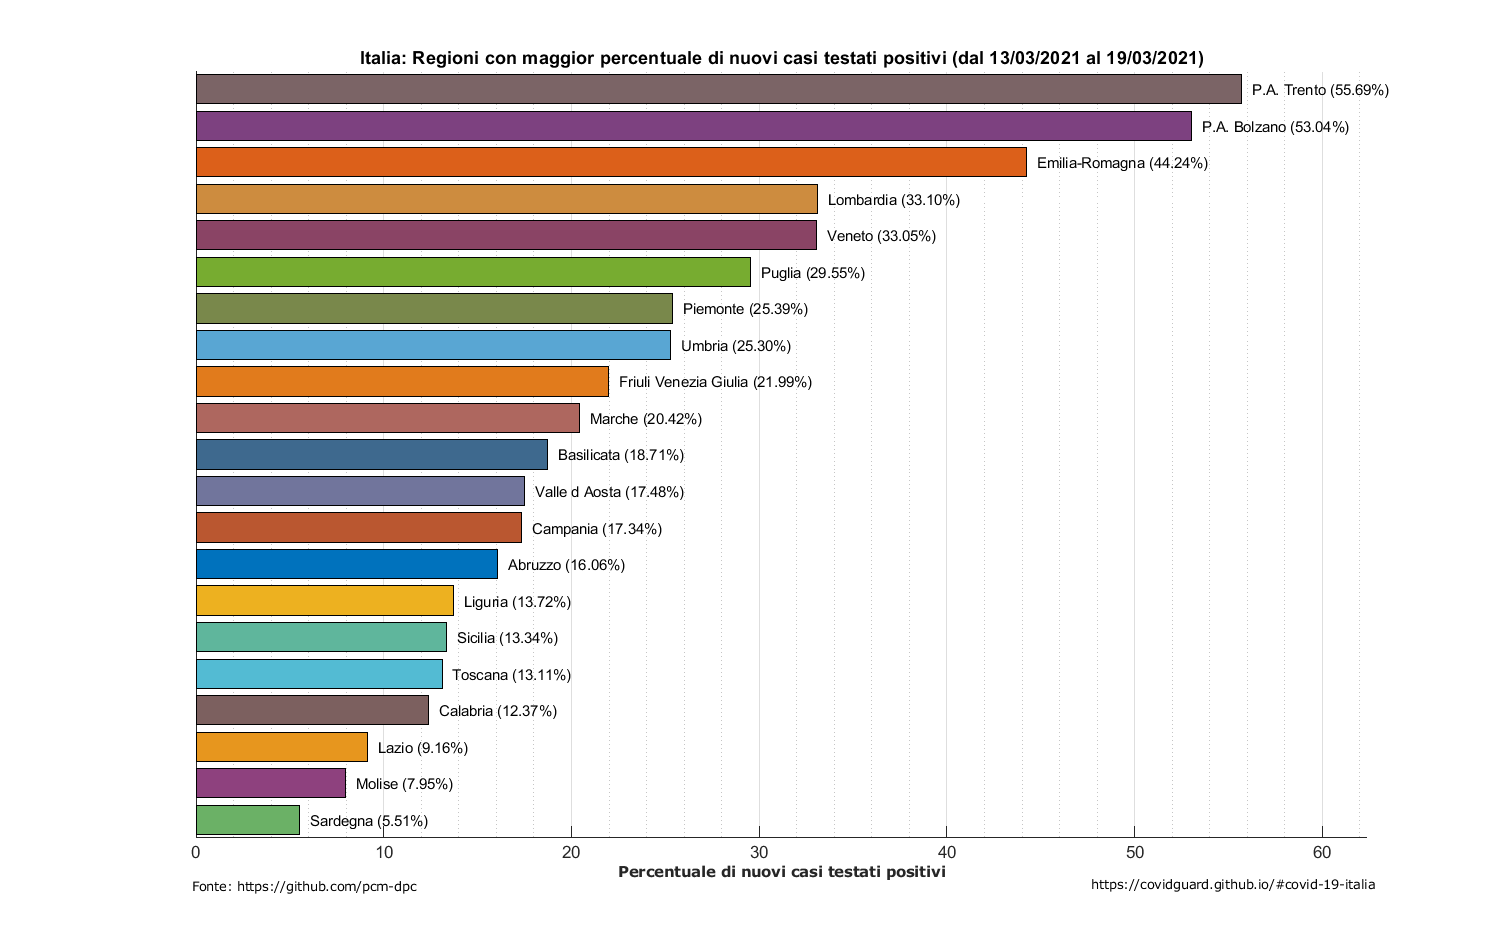 Italia: Regioni con maggior percentuale di nuovi casi testati positivi (dal 13/03/2021 al 19/03/2021)
P.A. Trento (55.69%)
P.A. Bolzano (53.04%)
Emilia-Romagna (44.24%)
Lombardia (33.10%)
Veneto (33.05%)
Puglia (29.55%)
Piemonte (25.39%)
Umbria (25.30%)
Friuli Venezia Giulia (21.99%)
Marche (20.42%)
Basilicata (18.71%)
Valle d Aosta (17.48%)
Campania (17.34%)
Abruzzo (16.06%)
Liguria (13.72%)
Sicilia (13.34%)
Toscana (13.11%)
Calabria (12.37%)
Lazio (9.16%)
Molise (7.95%)
Sardegna (5.51%)
0 10 20 30 40 50 60
Percentuale di nuovi casi testati positivi
Fonte: https://github.com/pcm-dpc
https://covidguard.github.io/#covid-19-italia